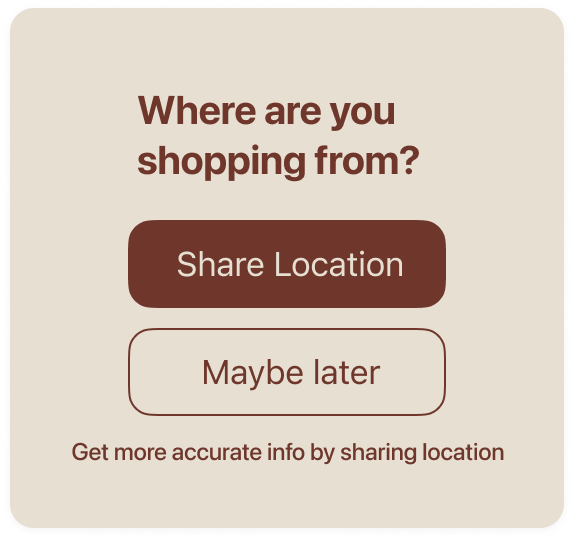 Where are you
shopping from?
Share Location
Maybe later
Get more accurate info by sharing location